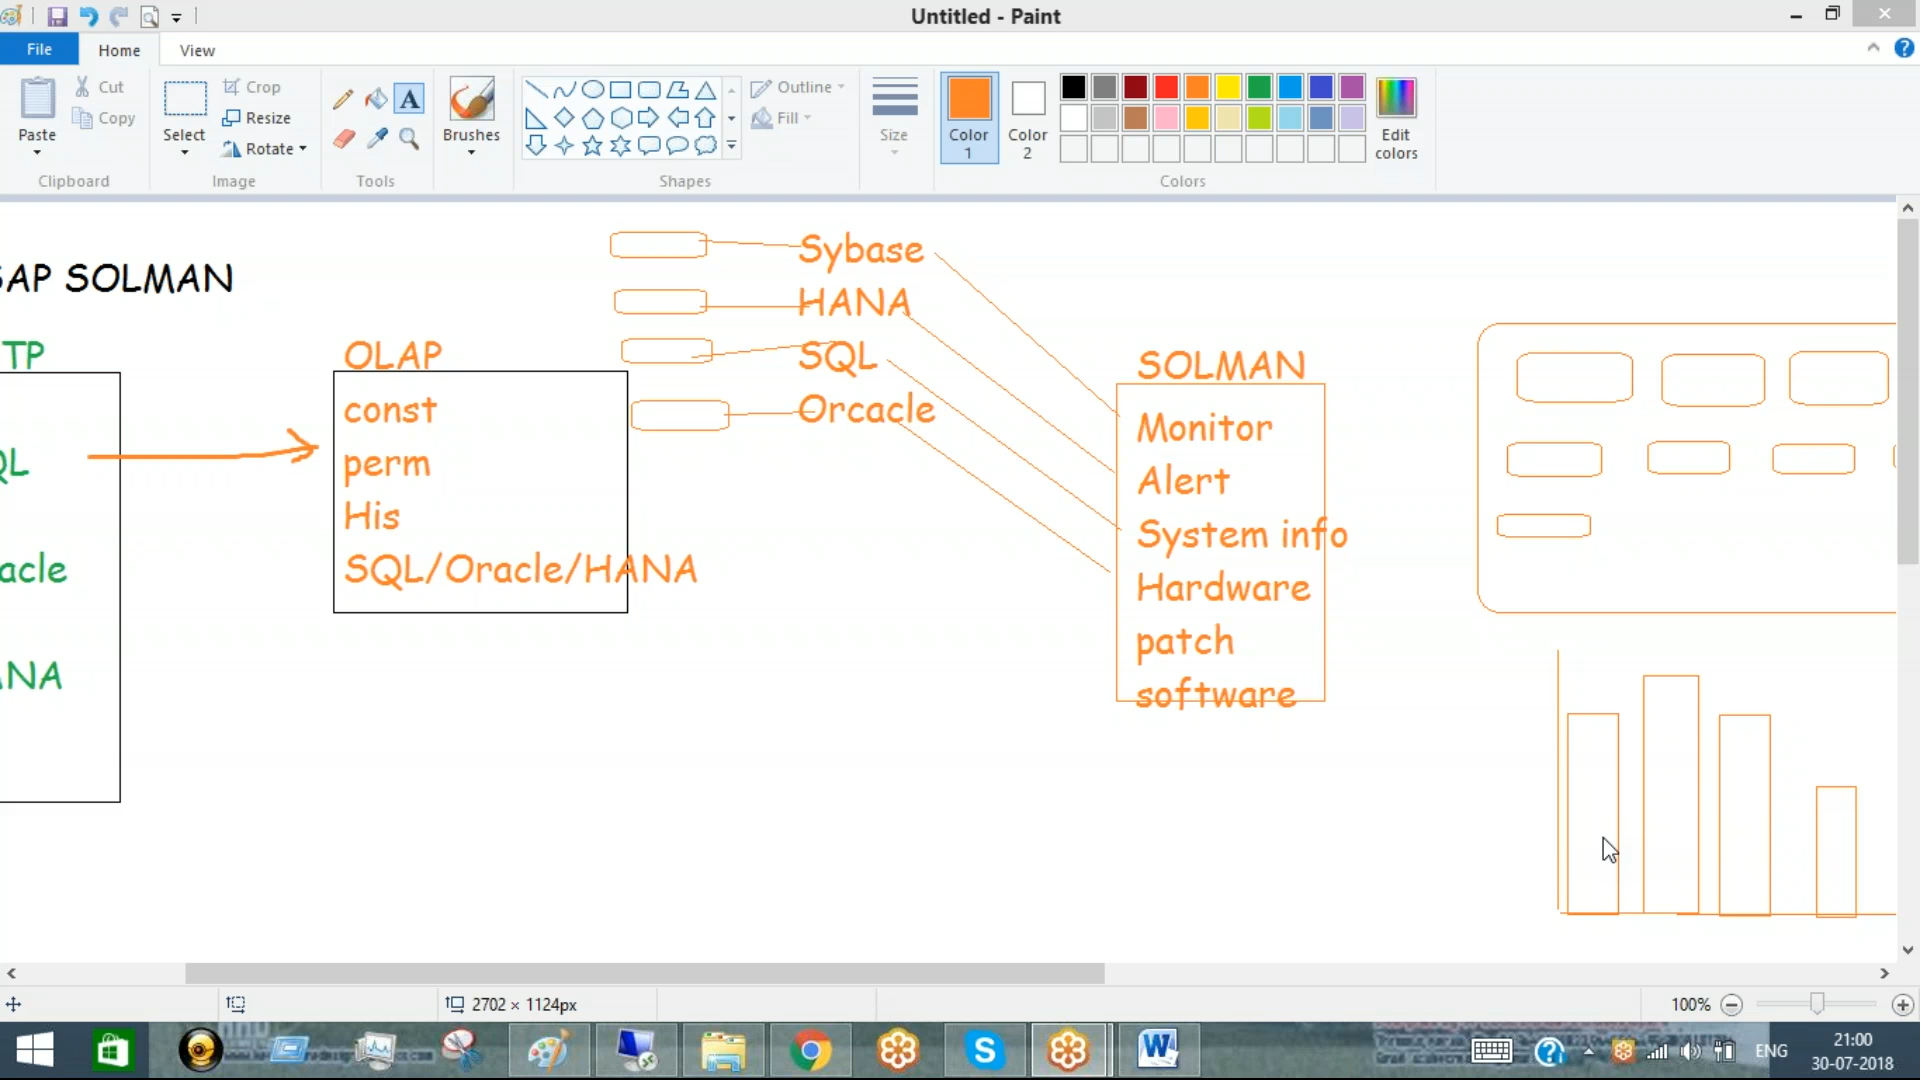 Untitled - Paint
File Home View
Paste
Cut
Copy
Clipboard
Select
Crop
Resize
Rotate
Image
Tools
Brushes
Shapes
Outline
Fill
Size
Color 1
Color 2
Edit colors
Colors
SAP SOLMAN
TP
QL
acle
NA
OLAP
const
perm
His
SQL/Oracle/HANA
Sybase
HANA
SQL
Orcacle
SOLMAN
Monitor
Alert
System info
Hardware
patch
software
2702 × 1124px
100%
ENG
21:00
30-07-2018